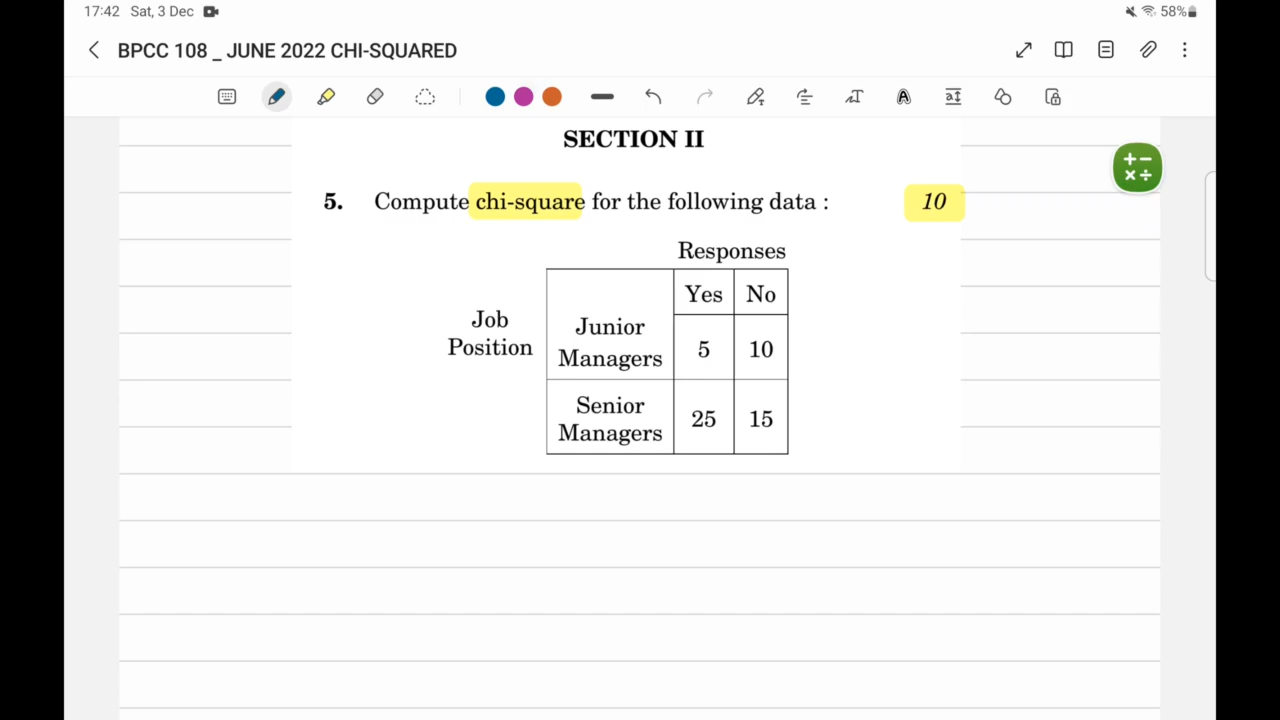 17:42 Sat, 3 Dec 58%
BPCC 108 _ JUNE 2022 CHI-SQUARED
SECTION II
5. Compute chi-square for the following data : 10
Responses
Yes No
Job
Position
Junior
Managers
5 10
Senior
Managers
25 15